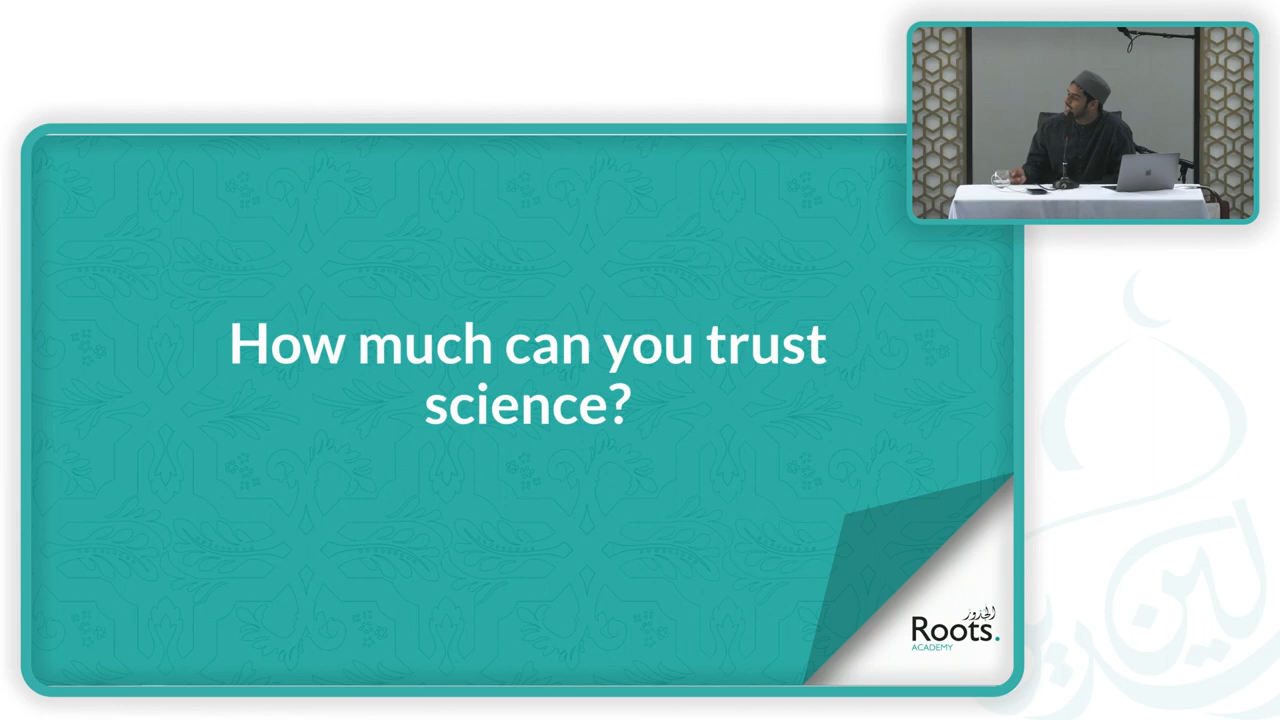 How much can you trust
science?
الجذور
Roots.
ACADEMY